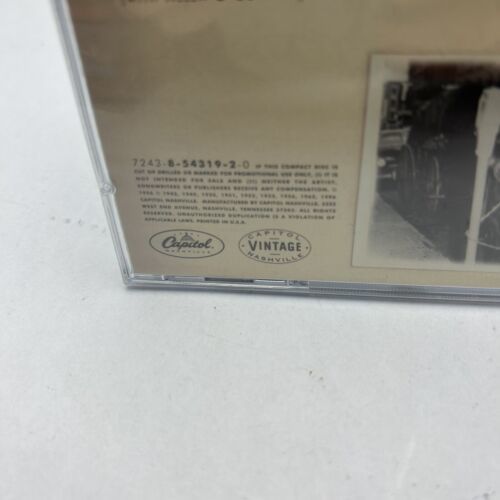 7243-8-54319-2-0 IF THIS COMPACT DISC IS
CUT OR DRILLED OR MARKED FOR PROMOTIONAL USE ONLY, (I) IT IS
NOT INTENDED FOR SALE AND (II) NEITHER THE ARTIST,
SONGWRITERS OR PUBLISHERS RECEIVE ANY COMPENSATION. ℗
CAPITOL NASHVILLE. MANUFACTURED BY CAPITOL NASHVILLE, 3322
WEST END AVENUE, NASHVILLE, TENNESSEE 37203. ALL RIGHTS
RESERVED. UNAUTHORIZED DUPLICATION IS A VIOLATION OF
APPLICABLE LAWS. PRINTED IN U.S.A.
Capitol
NASHVILLE
CAPITOL
VINTAGE
NASHVILLE